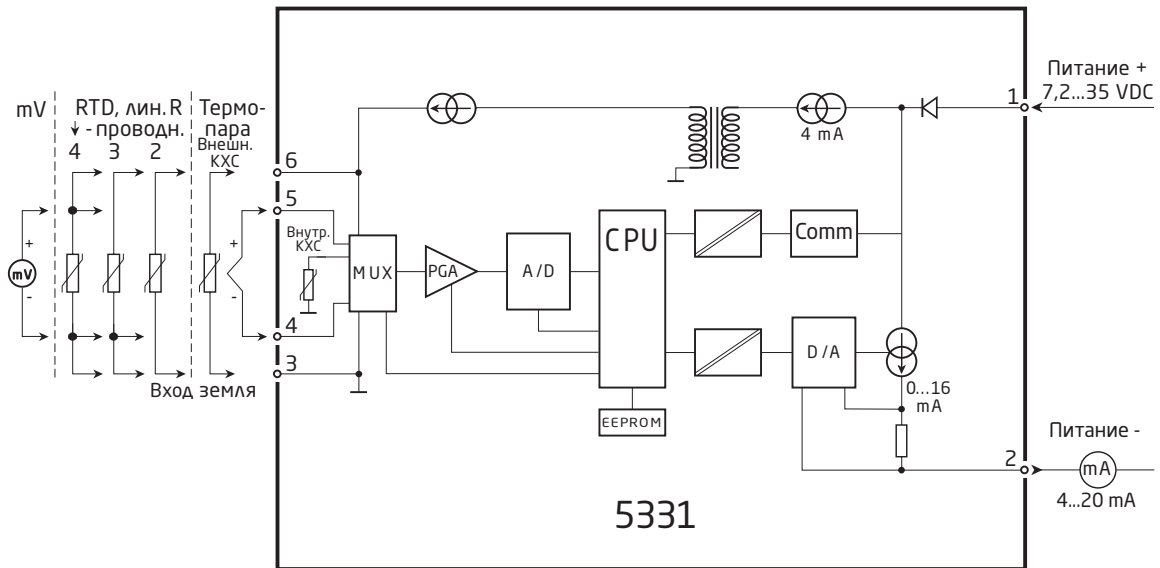 mV
RTD, лин. R
- проводн.
4 3 2
Термо-
пара
Внешн.
КХС
+
-
mV
+
-
Вход земля
6
5
4
3
Внутр.
КХС
MUX
PGA
A/D
CPU
EEPROM
Comm
D/A
4 mA
0...16
mA
1
2
Питание +
7,2...35 VDC
Питание -
mA
4...20 mA
5331